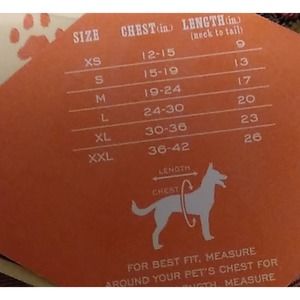 SIZE CHEST (in.) LENGTH (in.)
(neck to tail)
XS 12-15 9
S 15-19 13
M 19-24 17
L 24-30 20
XL 30-36 23
XXL 36-42 26
LENGTH
CHEST
FOR BEST FIT, MEASURE
AROUND YOUR PET'S CHEST FOR
LENGTH, MEASURE